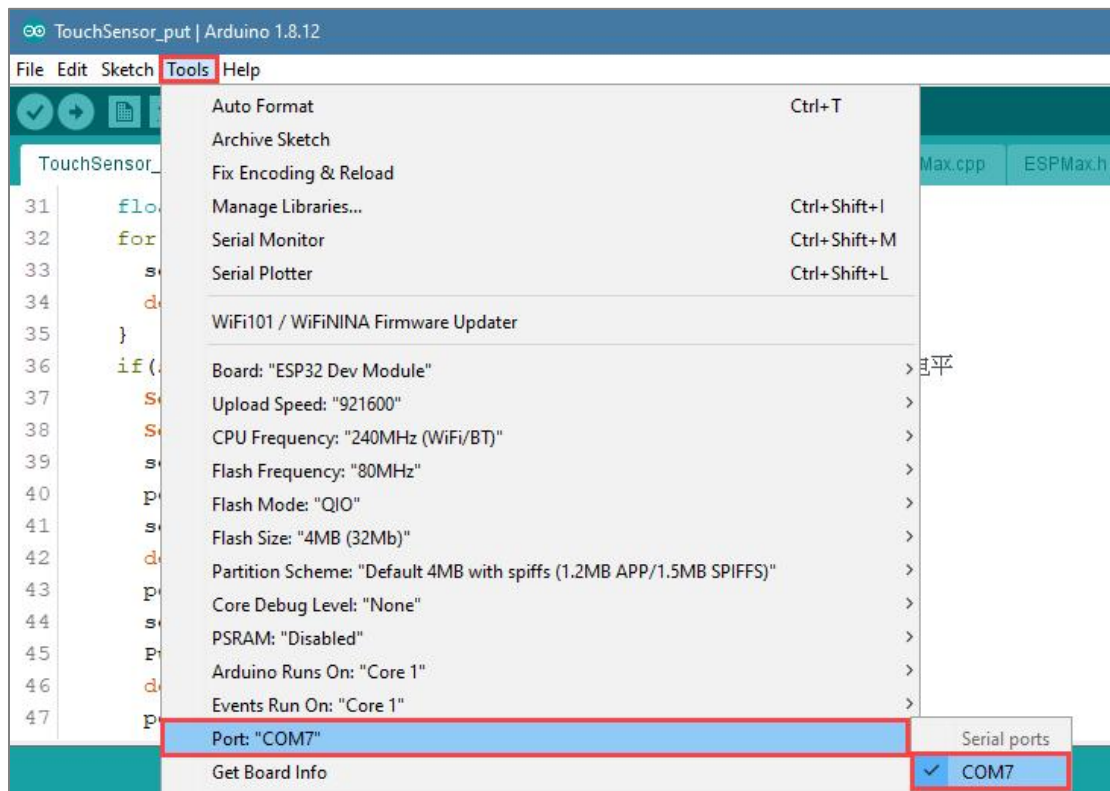 TouchSensor_put | Arduino 1.8.12
File Edit Sketch Tools Help
Auto Format Ctrl+T
Archive Sketch
TouchSensor_ Max.cpp ESPMax.h
Fix Encoding & Reload
31 flo
Manage Libraries... Ctrl+Shift+I
32 for
Serial Monitor Ctrl+Shift+M
33
Serial Plotter Ctrl+Shift+L
34
WiFi101 / WiFiNINA Firmware Updater
35 }
36 if( 电平
Board: "ESP32 Dev Module"
37
Upload Speed: "921600"
38
CPU Frequency: "240MHz (WiFi/BT)"
39
Flash Frequency: "80MHz"
40
Flash Mode: "QIO"
41
Flash Size: "4MB (32Mb)"
42
Partition Scheme: "Default 4MB with spiffs (1.2MB APP/1.5MB SPIFFS)"
43
Core Debug Level: "None"
44
PSRAM: "Disabled"
45
Arduino Runs On: "Core 1"
46
Events Run On: "Core 1"
47
Port: "COM7" Serial ports
Get Board Info COM7